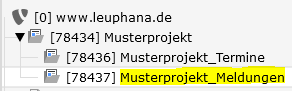 [0] www.leuphana.de
[78434] Musterprojekt
[78436] Musterprojekt_Termine
[78437] Musterprojekt_Meldungen